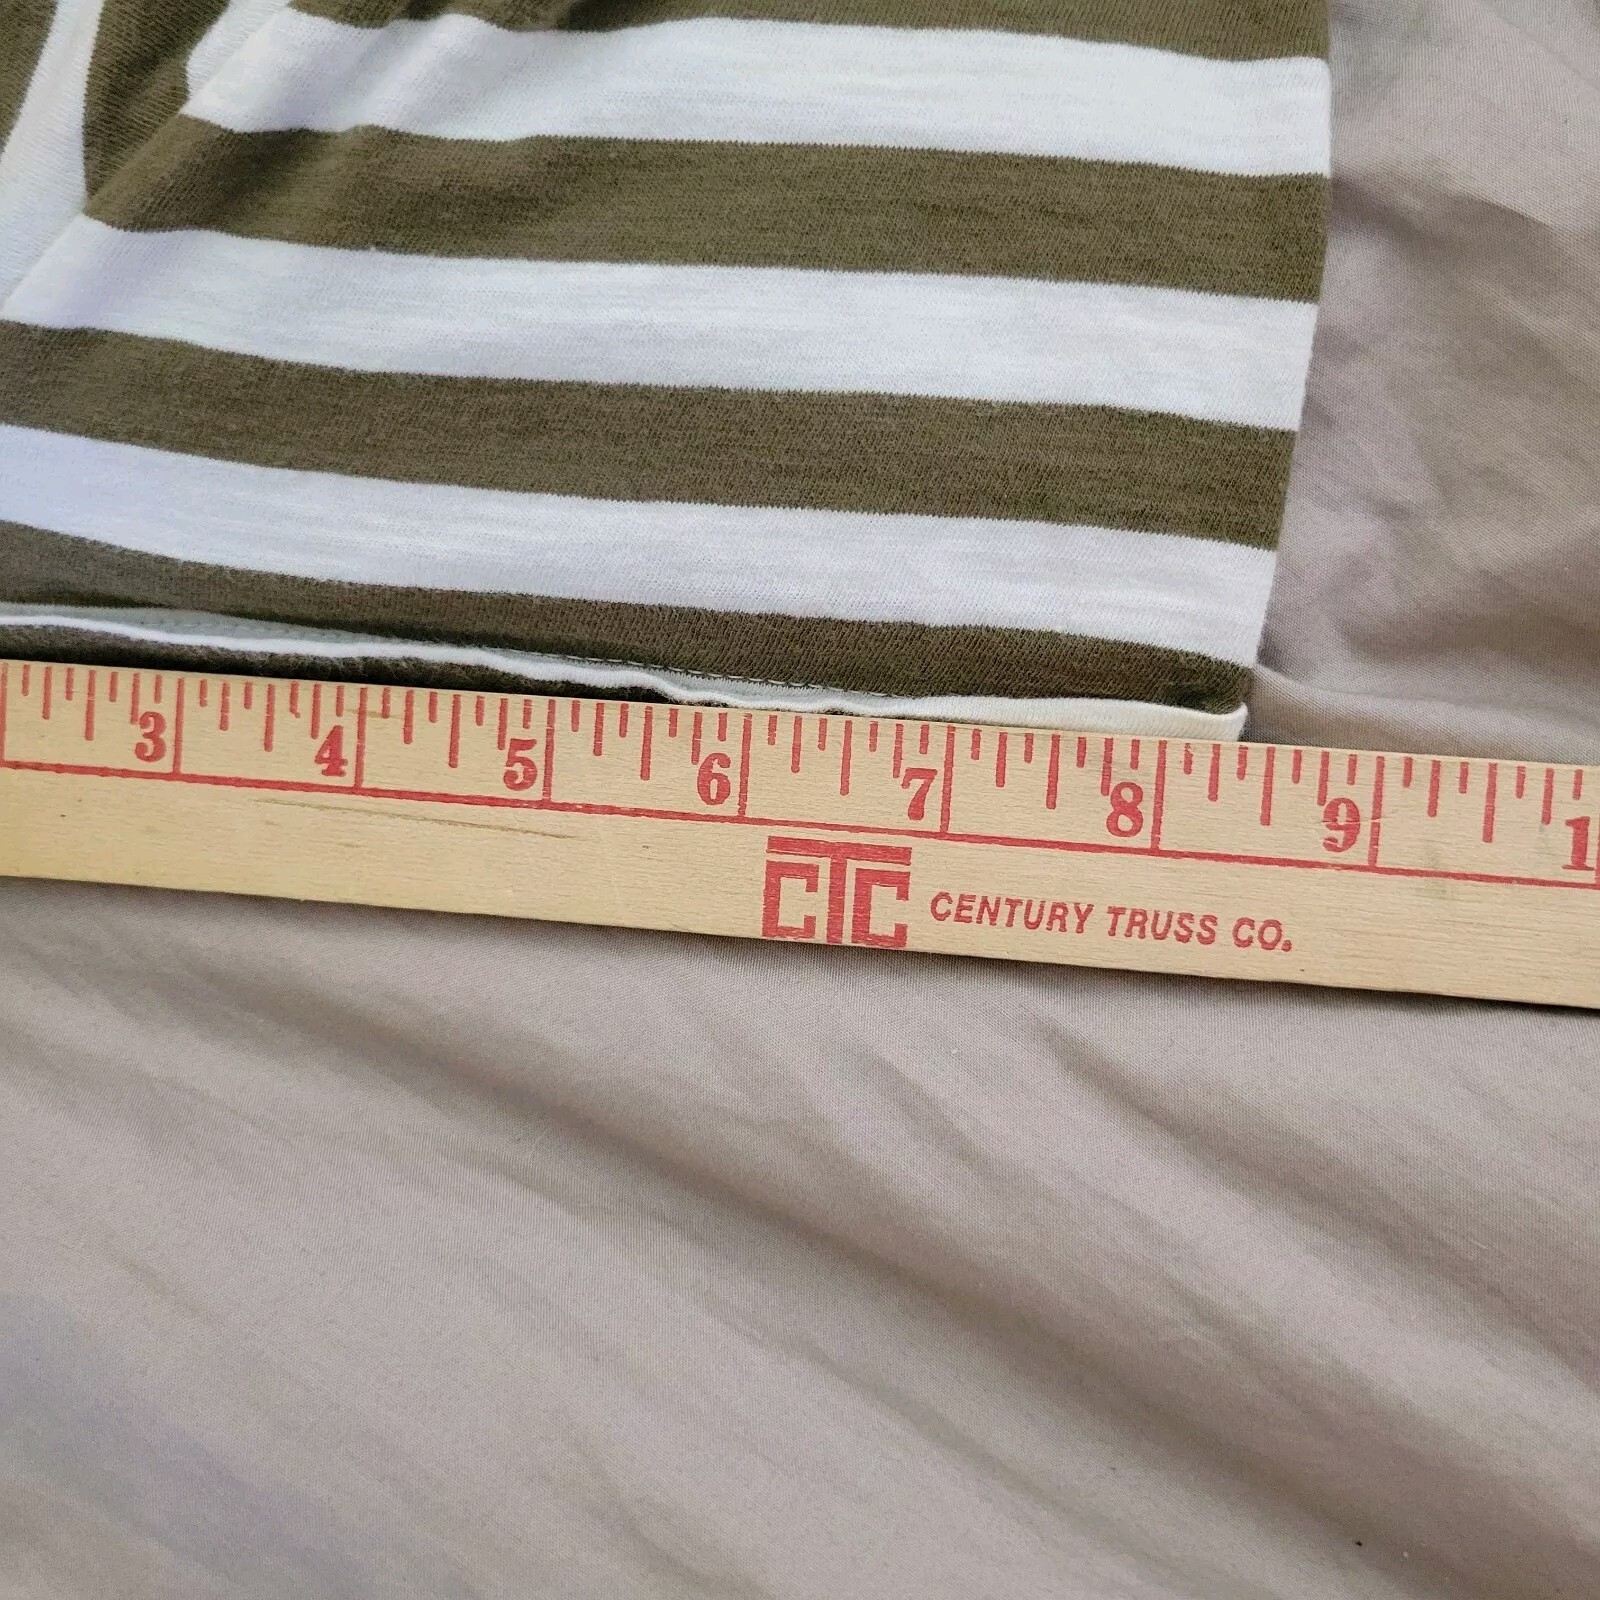 3 4 5 6 7 8 9 1
CTC CENTURY TRUSS CO.